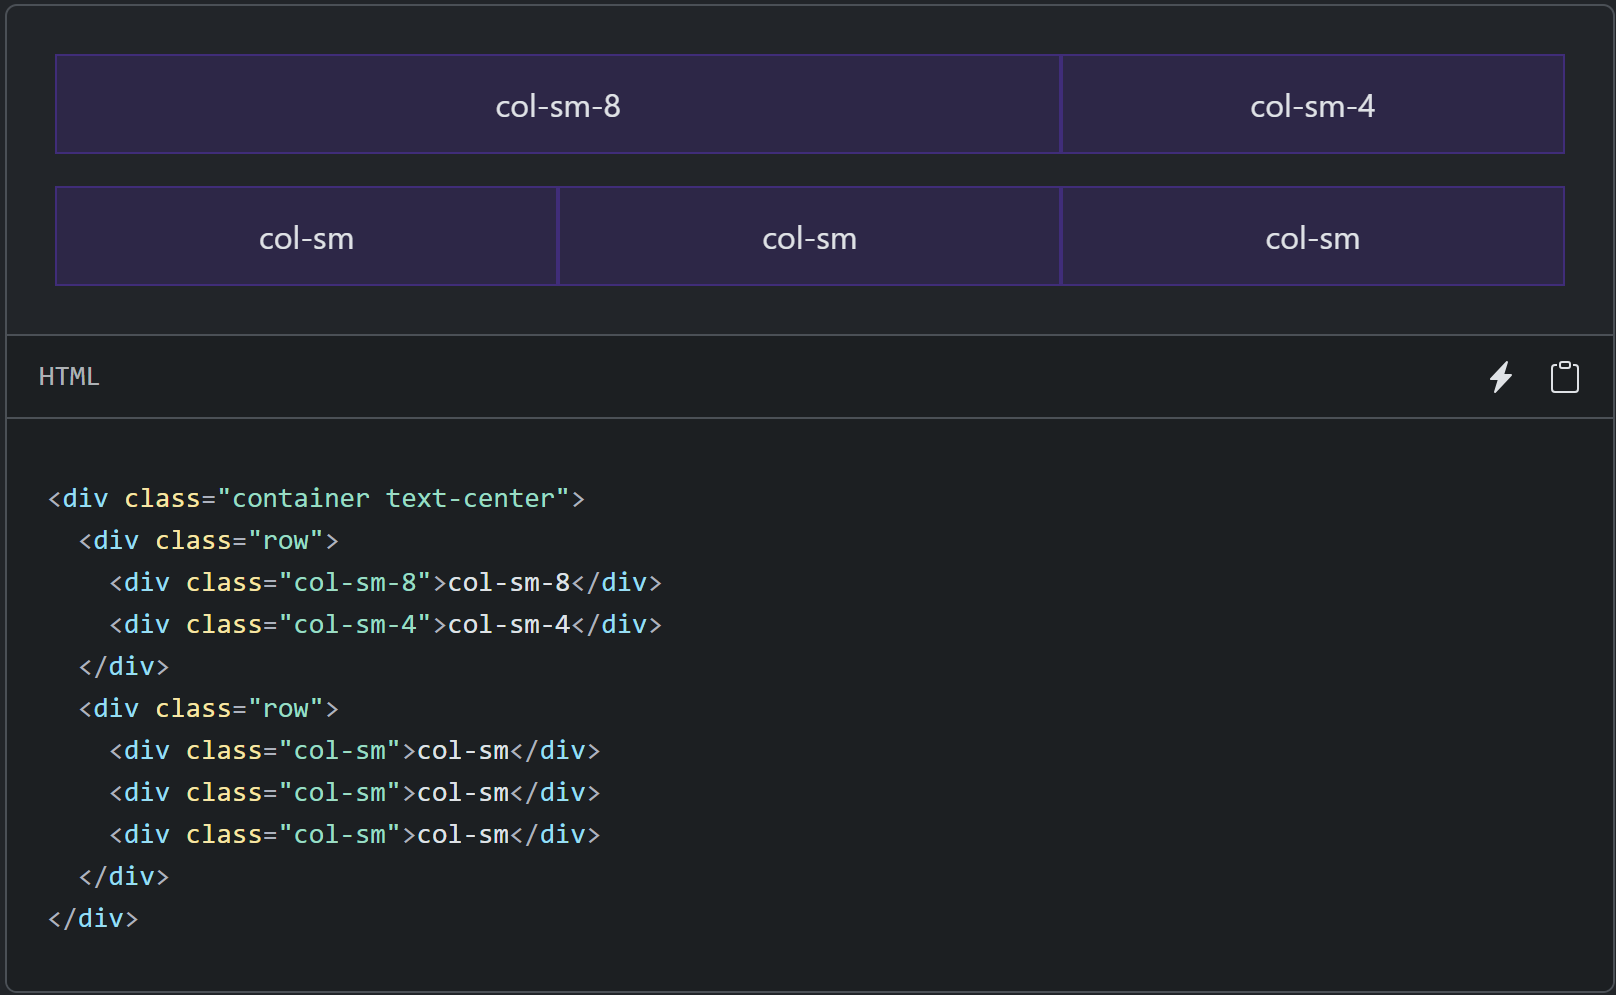 col-sm-8 col-sm-4
col-sm col-sm col-sm
HTML
<div class="container text-center">
  <div class="row">
    <div class="col-sm-8">col-sm-8</div>
    <div class="col-sm-4">col-sm-4</div>
  </div>
  <div class="row">
    <div class="col-sm">col-sm</div>
    <div class="col-sm">col-sm</div>
    <div class="col-sm">col-sm</div>
  </div>
</div>